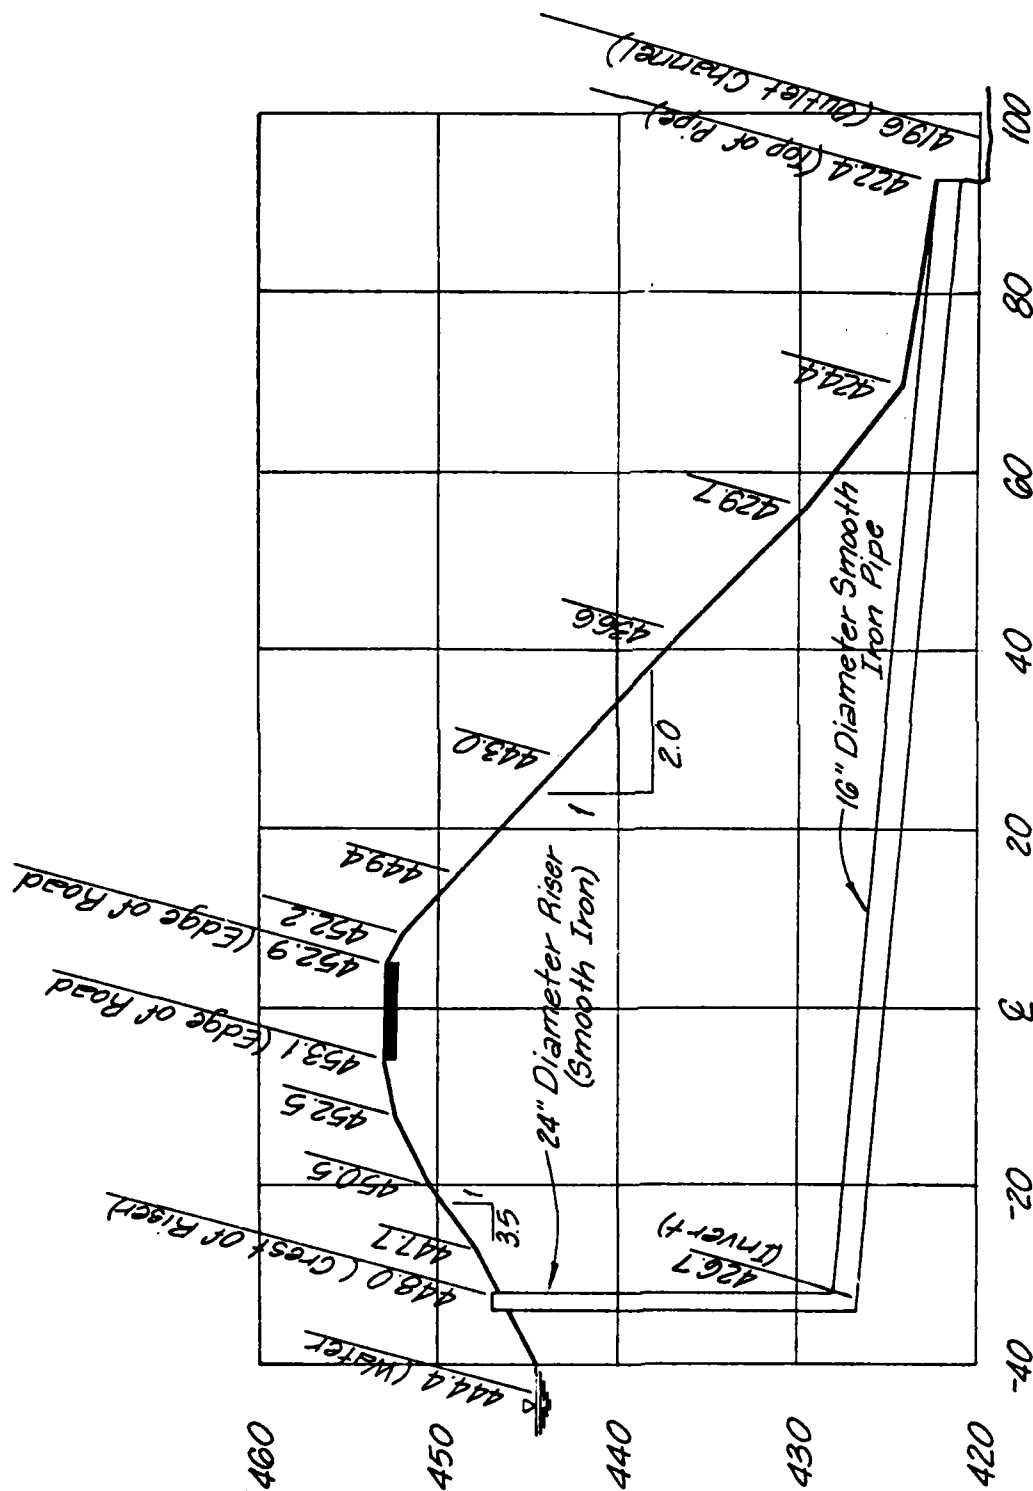 460
450
440
430
420
-40
-20
℄
20
40
60
80
100
444.4 (Water
448.0 (Crest of Riser)
447.7
450.5
452.5
453.1 (Edge of Road
452.9 (Edge of Road
452.2
449.4
443.0
436.6
429.7
424.4
422.4 (Top of Pipe)
419.6 (Outlet Channel)
1
3.5
1
2.0
24" Diameter Riser
(Smooth Iron)
16" Diameter Smooth
Iron Pipe
426.7
(Invert)